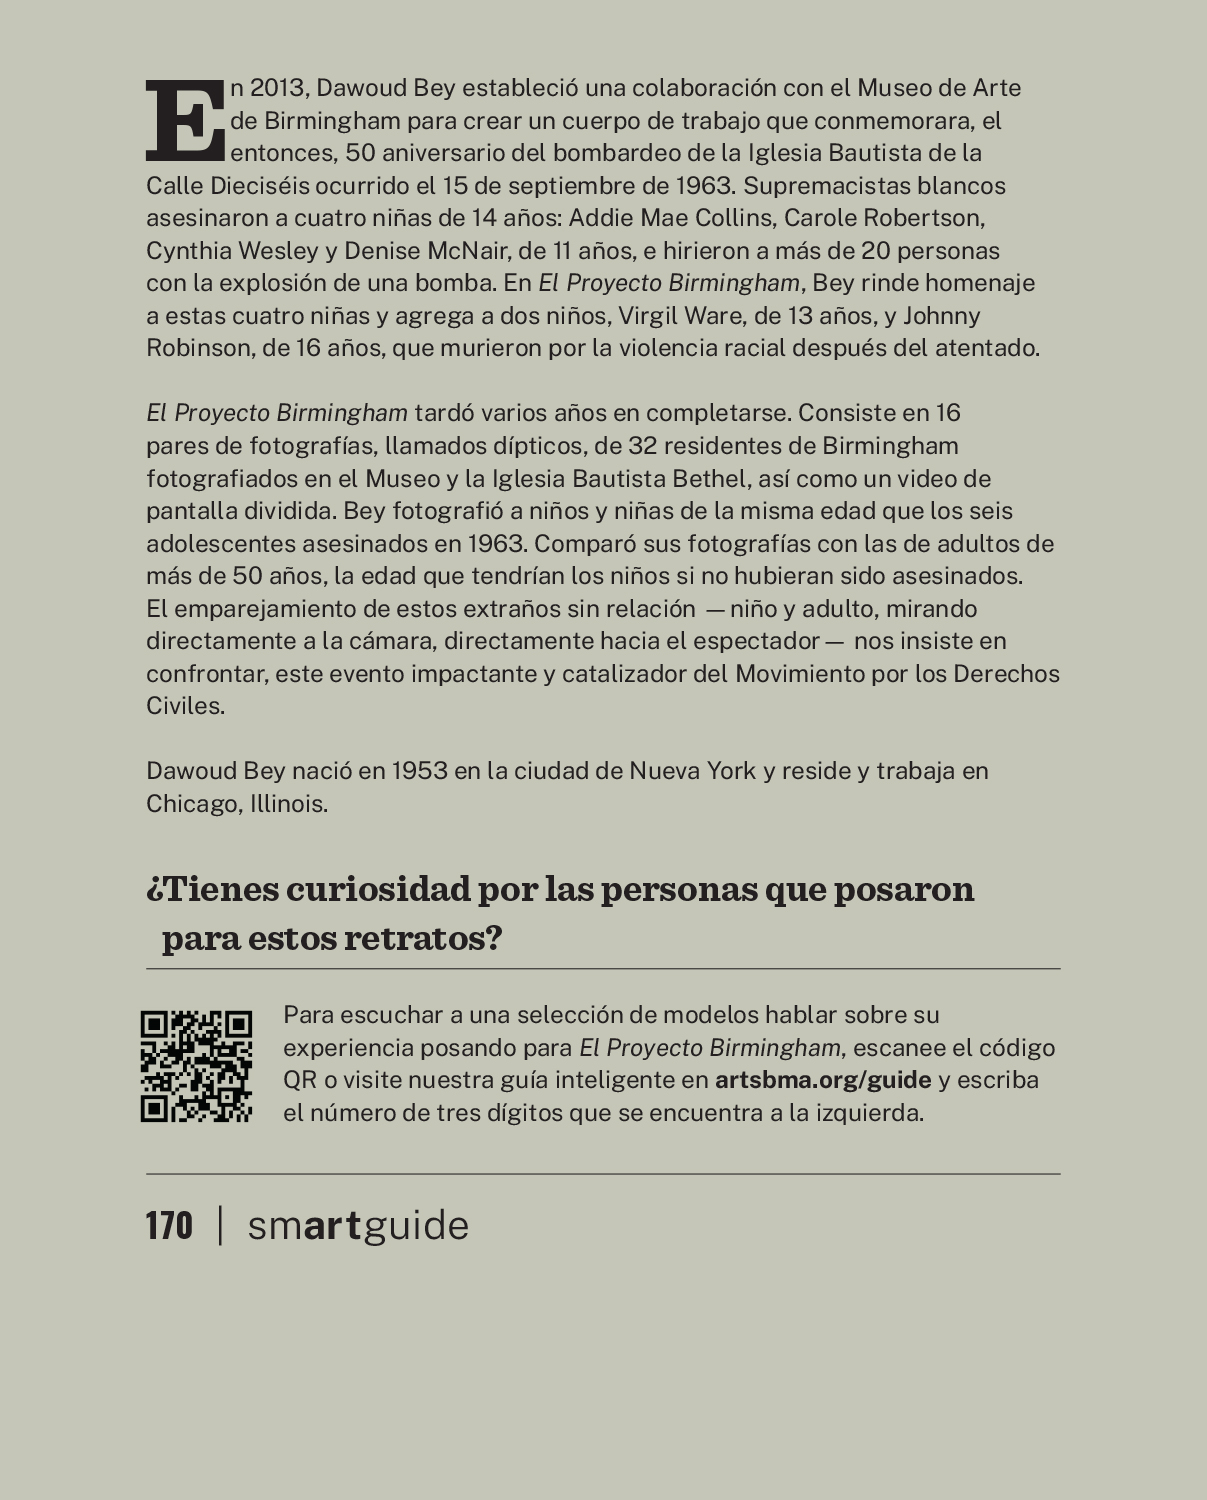 En 2013, Dawoud Bey estableció una colaboración con el Museo de Arte
de Birmingham para crear un cuerpo de trabajo que conmemorara, el
entonces, 50 aniversario del bombardeo de la Iglesia Bautista de la
Calle Dieciséis ocurrido el 15 de septiembre de 1963. Supremacistas blancos
asesinaron a cuatro niñas de 14 años: Addie Mae Collins, Carole Robertson,
Cynthia Wesley y Denise McNair, de 11 años, e hirieron a más de 20 personas
con la explosión de una bomba. En El Proyecto Birmingham, Bey rinde homenaje
a estas cuatro niñas y agrega a dos niños, Virgil Ware, de 13 años, y Johnny
Robinson, de 16 años, que murieron por la violencia racial después del atentado.
El Proyecto Birmingham tardó varios años en completarse. Consiste en 16
pares de fotografías, llamados dípticos, de 32 residentes de Birmingham
fotografiados en el Museo y la Iglesia Bautista Bethel, así como un video de
pantalla dividida. Bey fotografió a niños y niñas de la misma edad que los seis
adolescentes asesinados en 1963. Comparó sus fotografías con las de adultos de
más de 50 años, la edad que tendrían los niños si no hubieran sido asesinados.
El emparejamiento de estos extraños sin relación —niño y adulto, mirando
directamente a la cámara, directamente hacia el espectador— nos insiste en
confrontar, este evento impactante y catalizador del Movimiento por los Derechos
Civiles.
Dawoud Bey nació en 1953 en la ciudad de Nueva York y reside y trabaja en
Chicago, Illinois.
¿Tienes curiosidad por las personas que posaron
para estos retratos?
Para escuchar a una selección de modelos hablar sobre su
experiencia posando para El Proyecto Birmingham, escanee el código
QR o visite nuestra guía inteligente en artsbma.org/guide y escriba
el número de tres dígitos que se encuentra a la izquierda.
170 | smartguide